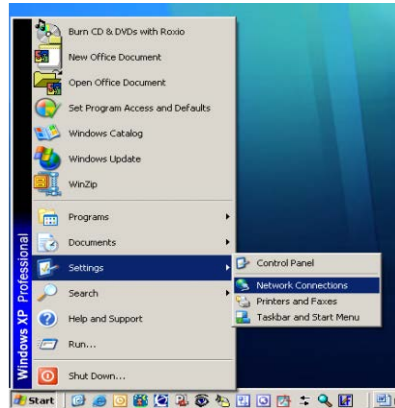 Burn CD & DVDs with Roxio
New Office Document
Open Office Document
Set Program Access and Defaults
Windows Catalog
Windows Update
WinZip
Programs
Documents
Settings
Search
Help and Support
Run...
Shut Down...
Windows XP Professional
Control Panel
Network Connections
Printers and Faxes
Taskbar and Start Menu
Start